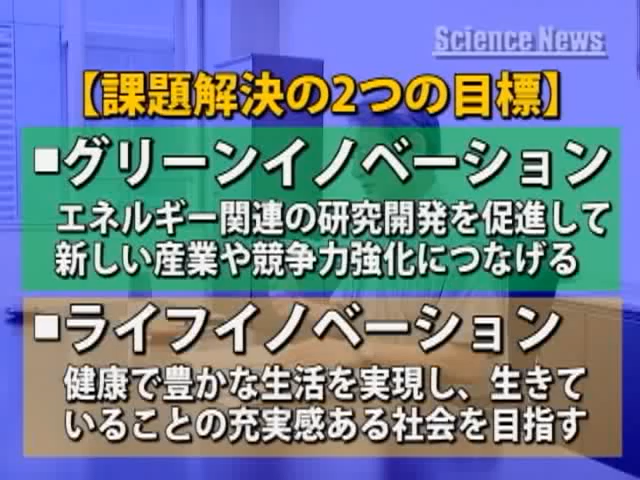 Science News
【課題解決の2つの目標】
■グリーンイノベーション
エネルギー関連の研究開発を促進して
新しい産業や競争力強化につなげる
■ライフイノベーション
健康で豊かな生活を実現し、生きて
いることの充実感ある社会を目指す